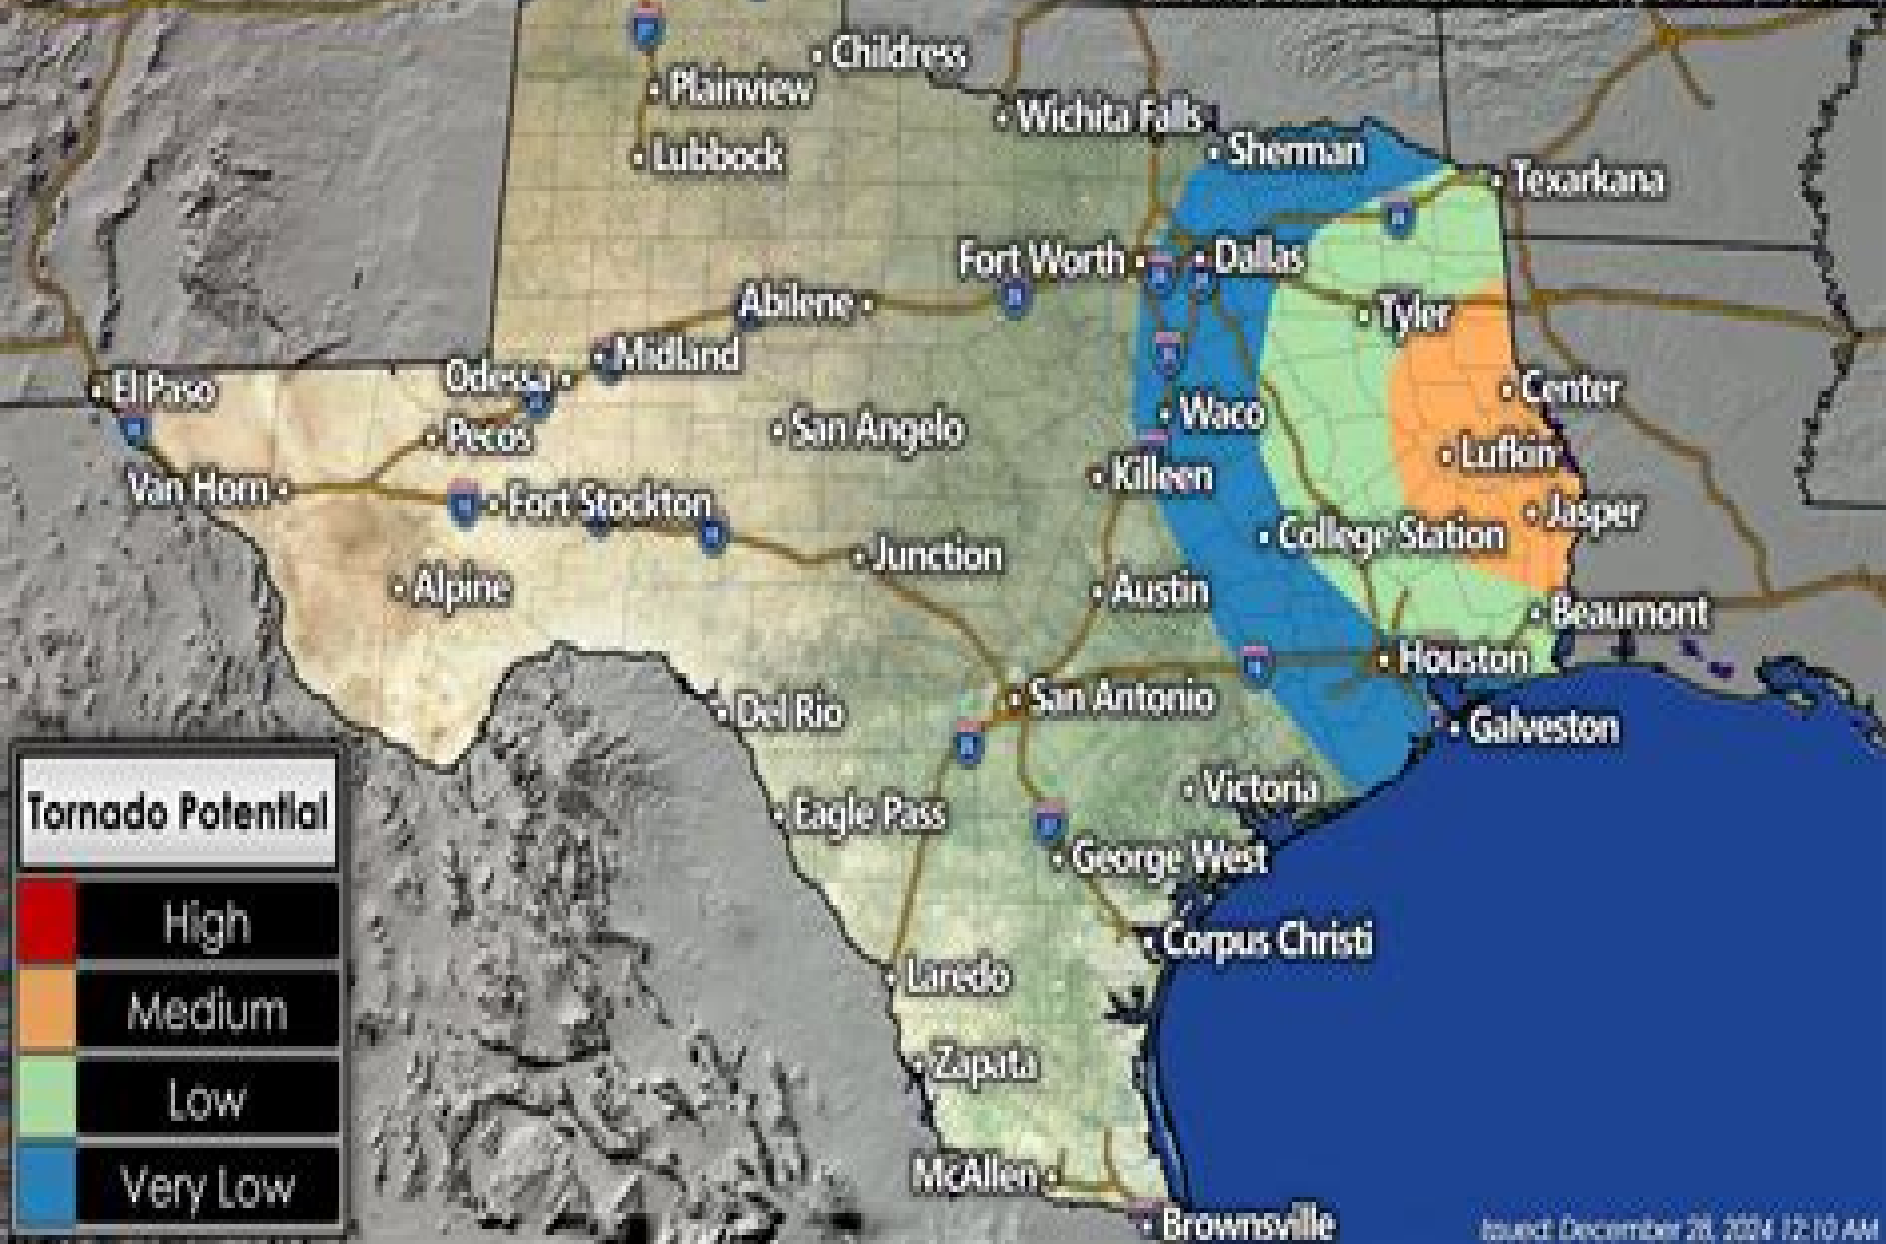 Childress
Plainview
Wichita Falls
Lubbock
Sherman
Texarkana
Fort Worth
Dallas
Abilene
Tyler
Midland
Odessa
El Paso
Center
Pecos
San Angelo
Waco
Lufkin
Killeen
Van Horn
Fort Stockton
Jasper
College Station
Junction
Alpine
Austin
Beaumont
Houston
San Antonio
Del Rio
Galveston
Victoria
Eagle Pass
George West
Corpus Christi
Laredo
Zapata
McAllen
Brownsville
Tornado Potential
High
Medium
Low
Very Low
Issued: December 28, 2024 12:10 AM